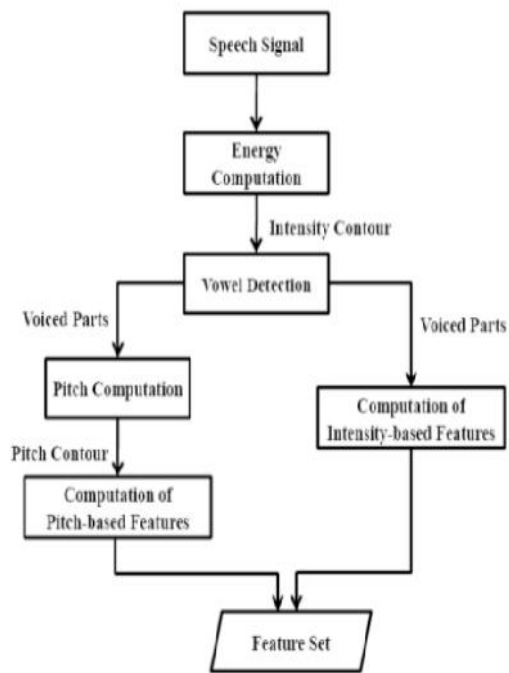 Speech Signal
Energy
Computation
Intensity Contour
Vowel Detection
Voiced Parts
Voiced Parts
Pitch Computation
Computation of
Intensity-based Features
Pitch Contour
Computation of
Pitch-based Features
Feature Set